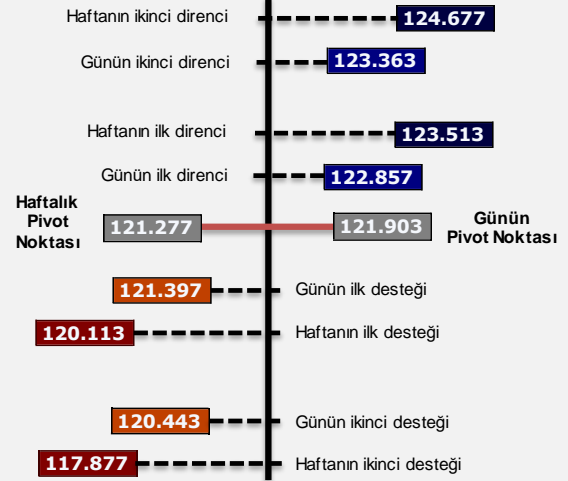 Haftanın ikinci direnci 124.677
Günün ikinci direnci 123.363
Haftanın ilk direnci 123.513
Günün ilk direnci 122.857
Haftalık
Pivot
Noktası
121.277
121.903
Günün
Pivot Noktası
121.397 Günün ilk desteği
120.113 Haftanın ilk desteği
120.443 Günün ikinci desteği
117.877 Haftanın ikinci desteği